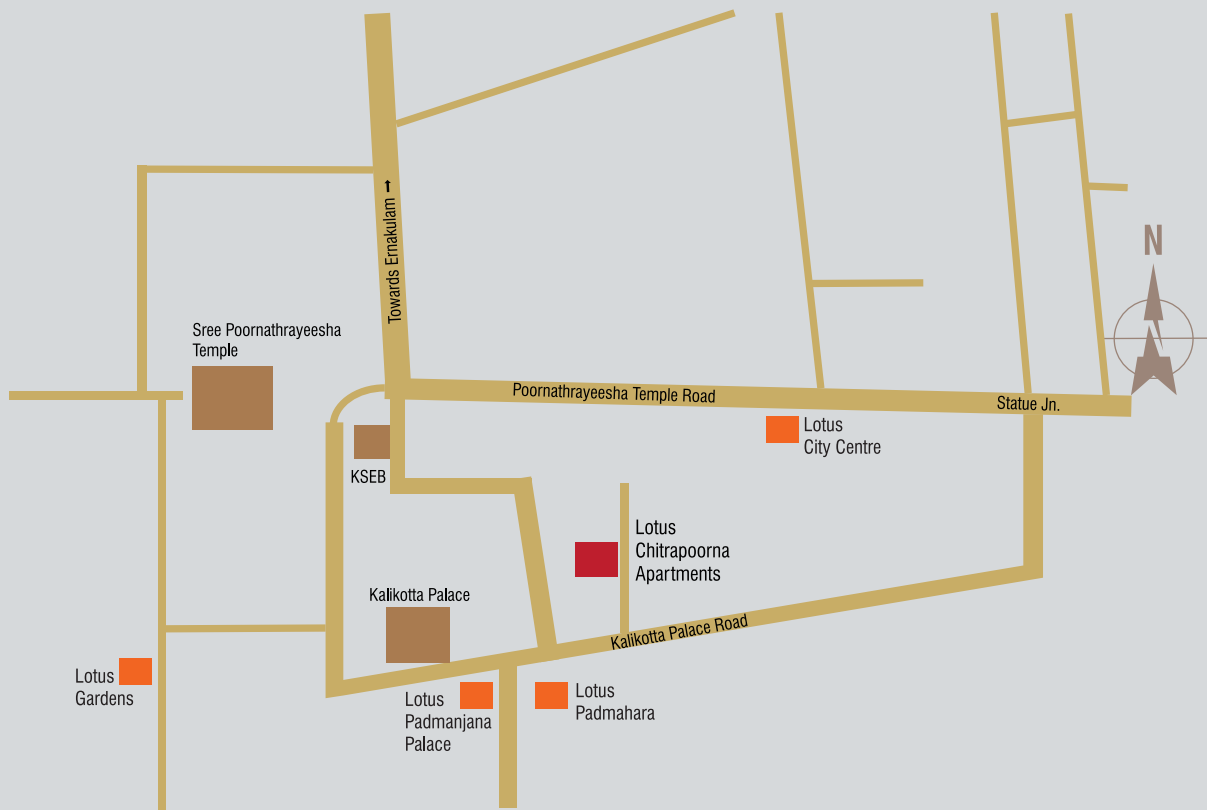 N
Towards Ernakulam →
Sree Poornathrayeesha
Temple
Poornathrayeesha Temple Road
Statue Jn.
Lotus
City Centre
KSEB
Lotus
Chitrapoorna
Apartments
Kalikotta Palace
Kalikotta Palace Road
Lotus
Gardens
Lotus
Padmanjana
Palace
Lotus
Padmahara